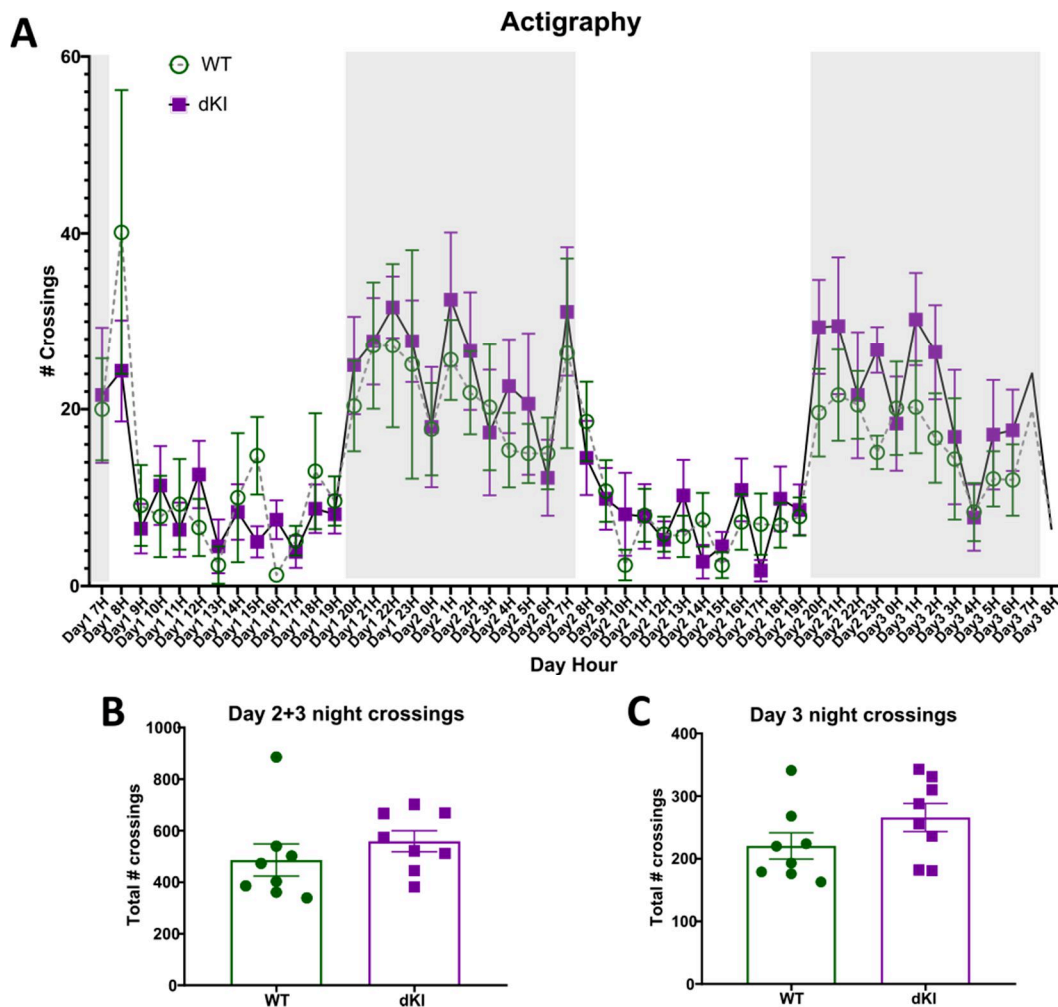 A
Actigraphy
60
40
20
0
# Crossings
WT
dKI
Day1 7H
Day1 8H
Day1 9H
Day1 10H
Day1 11H
Day1 12H
Day1 13H
Day1 14H
Day1 15H
Day1 16H
Day1 17H
Day1 18H
Day1 19H
Day1 20H
Day1 21H
Day1 22H
Day1 23H
Day2 0H
Day2 1H
Day2 2H
Day2 3H
Day2 4H
Day2 5H
Day2 6H
Day2 7H
Day2 8H
Day2 9H
Day2 10H
Day2 11H
Day2 12H
Day2 13H
Day2 14H
Day2 15H
Day2 16H
Day2 17H
Day2 18H
Day2 19H
Day2 20H
Day2 21H
Day2 22H
Day2 23H
Day3 0H
Day3 1H
Day3 2H
Day3 3H
Day3 4H
Day3 5H
Day3 6H
Day3 7H
Day3 8H
Day Hour
B
Day 2+3 night crossings
1000
800
600
400
200
0
Total # crossings
WT
dKI
C
Day 3 night crossings
400
300
200
100
0
Total # crossings
WT
dKI